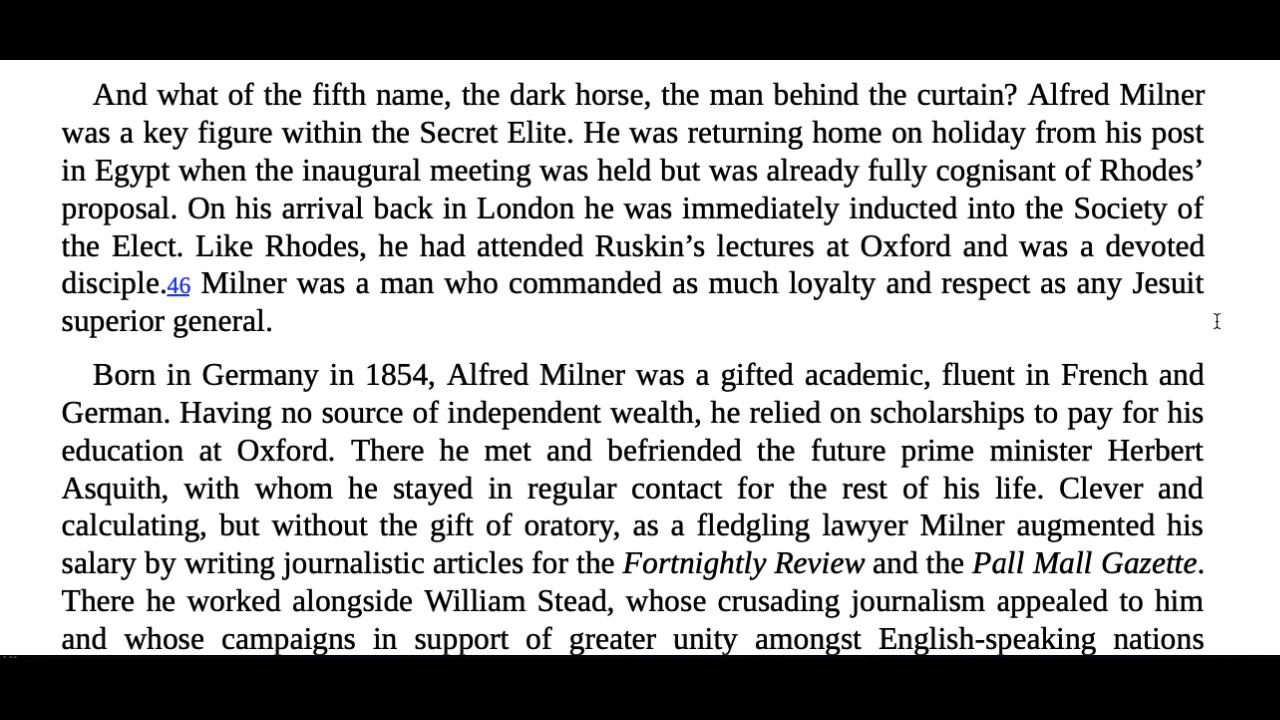 And what of the fifth name, the dark horse, the man behind the curtain? Alfred Milner
was a key figure within the Secret Elite. He was returning home on holiday from his post
in Egypt when the inaugural meeting was held but was already fully cognisant of Rhodes’
proposal. On his arrival back in London he was immediately inducted into the Society of
the Elect. Like Rhodes, he had attended Ruskin’s lectures at Oxford and was a devoted
disciple.46 Milner was a man who commanded as much loyalty and respect as any Jesuit
superior general.
Born in Germany in 1854, Alfred Milner was a gifted academic, fluent in French and
German. Having no source of independent wealth, he relied on scholarships to pay for his
education at Oxford. There he met and befriended the future prime minister Herbert
Asquith, with whom he stayed in regular contact for the rest of his life. Clever and
calculating, but without the gift of oratory, as a fledgling lawyer Milner augmented his
salary by writing journalistic articles for the Fortnightly Review and the Pall Mall Gazette.
There he worked alongside William Stead, whose crusading journalism appealed to him
and whose campaigns in support of greater unity amongst English-speaking nations